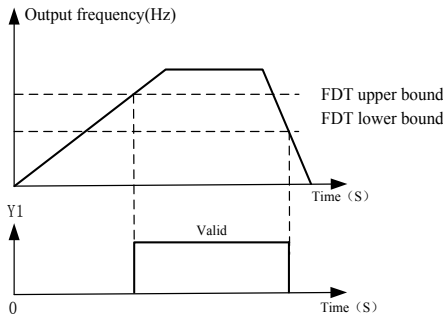 Output frequency(Hz)
FDT upper bound
FDT lower bound
Time（S）
Y1
Valid
0
Time（S）